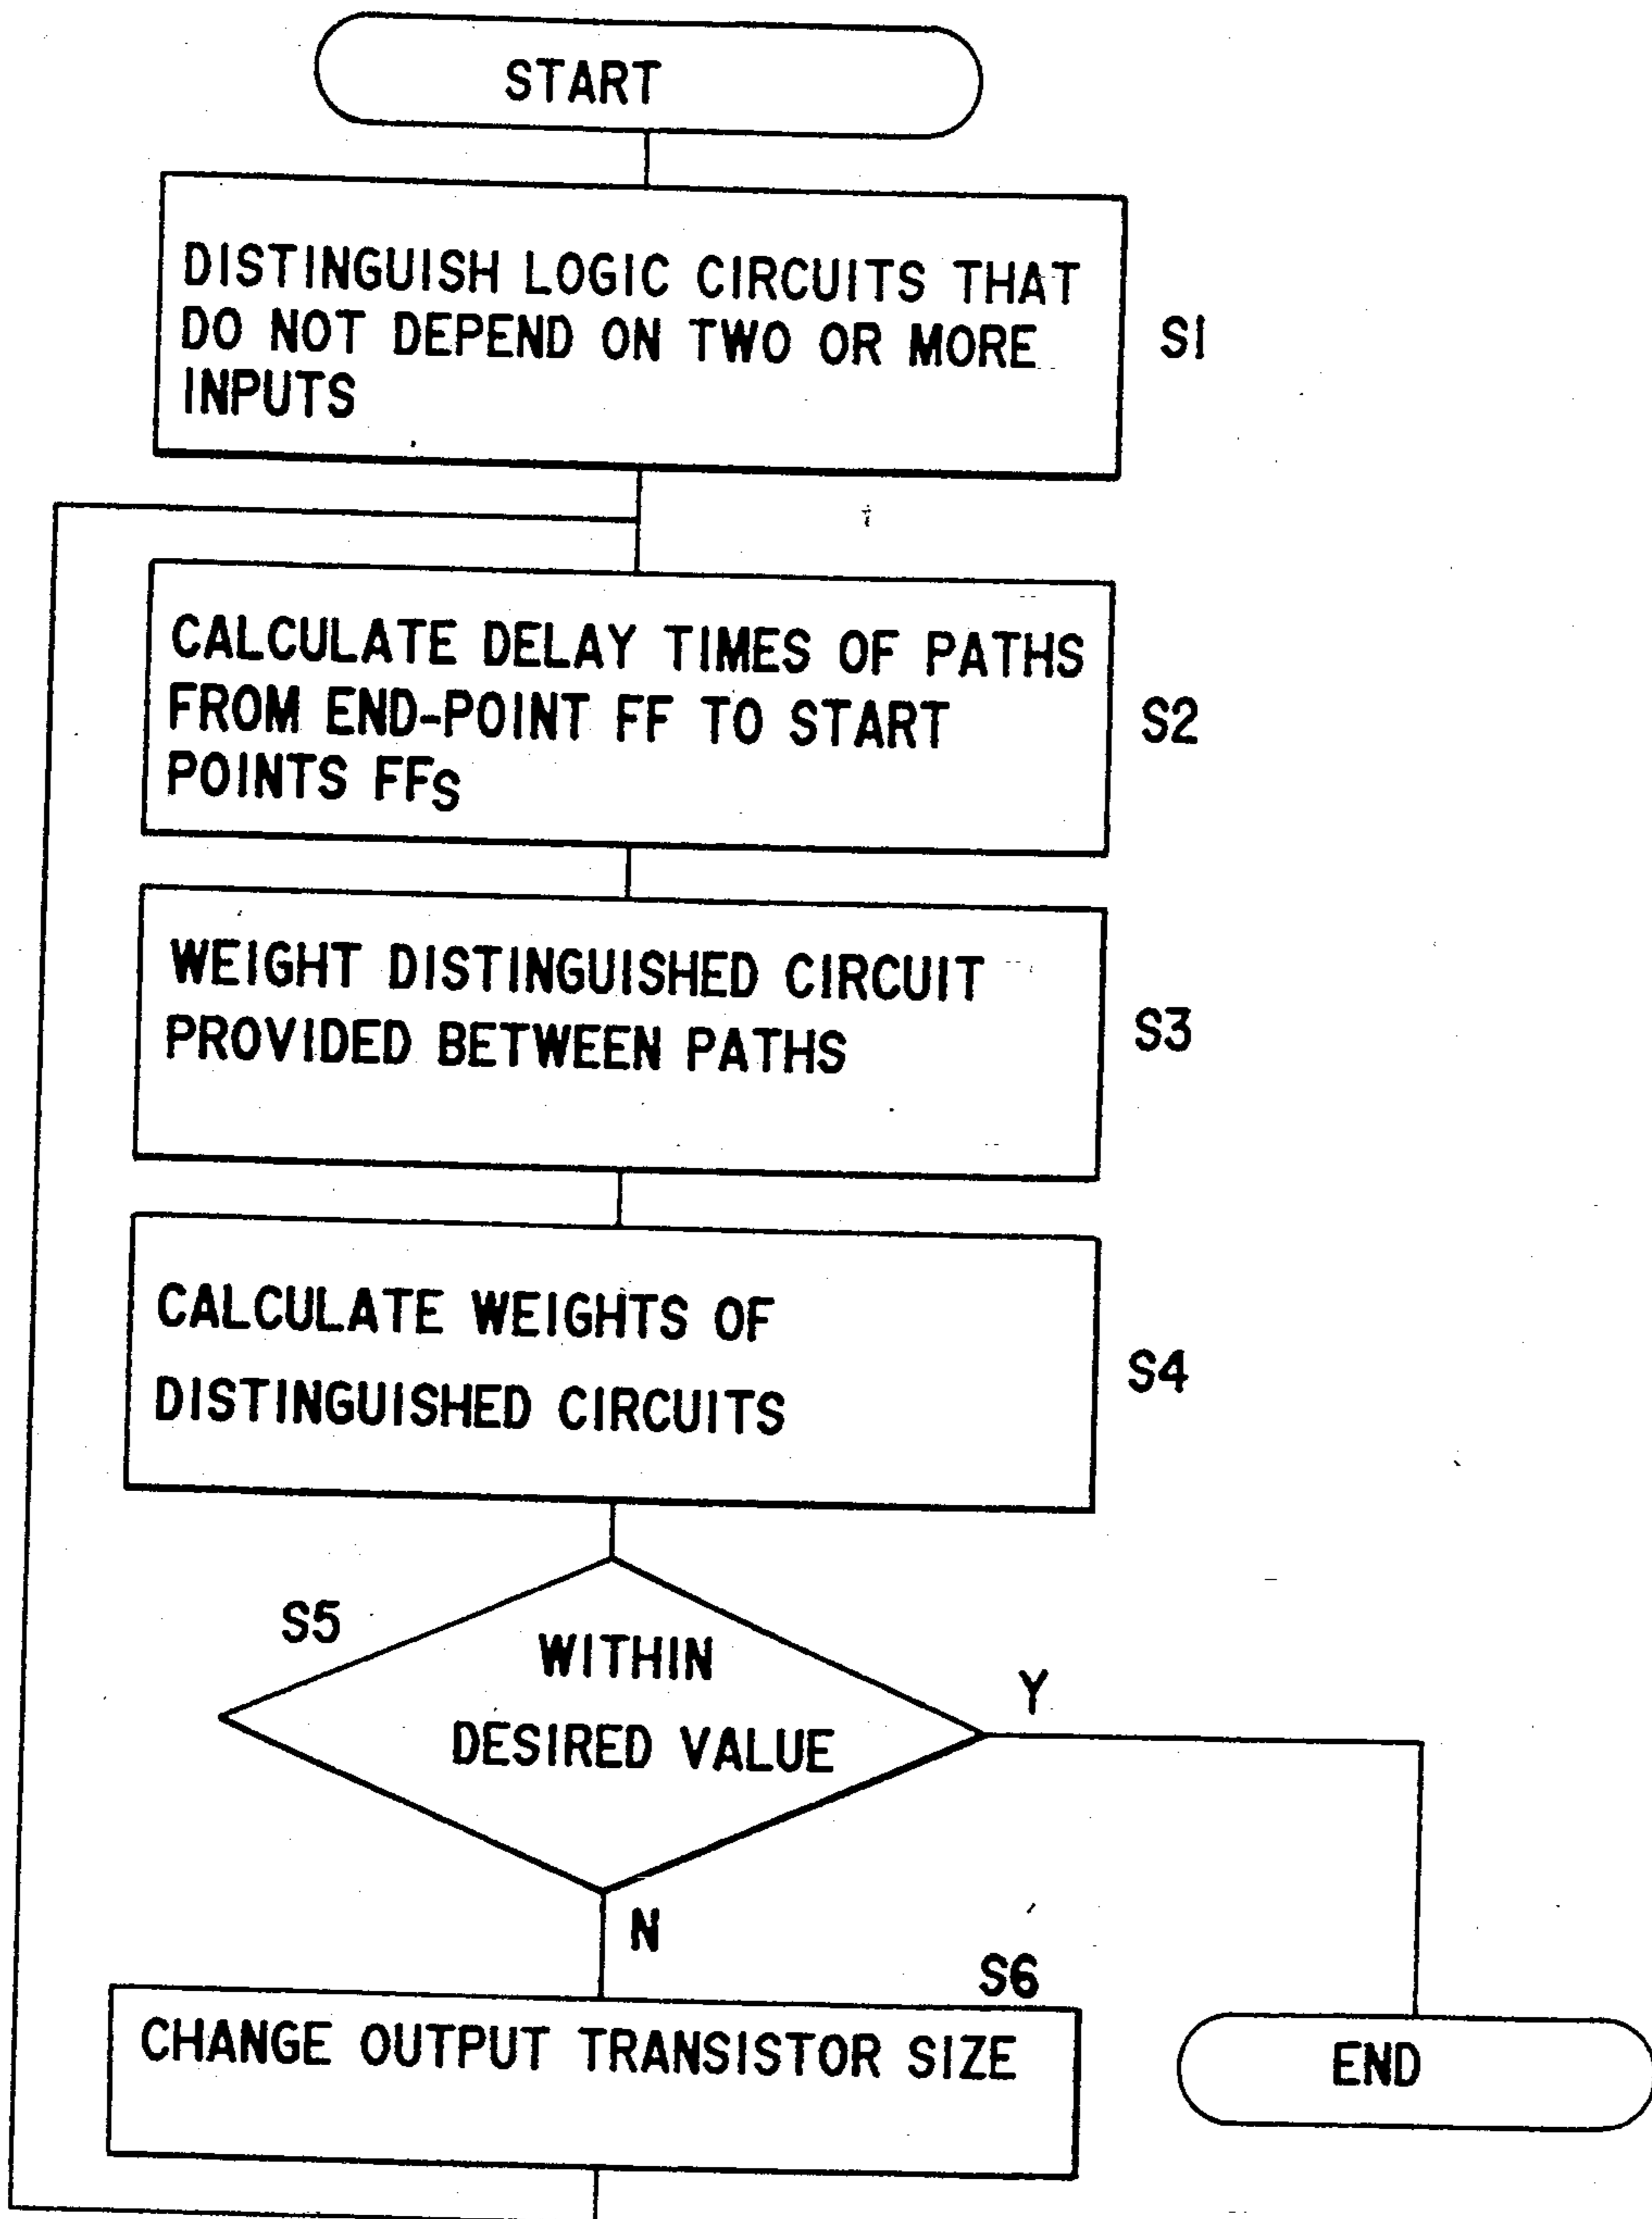 START
DISTINGUISH LOGIC CIRCUITS THAT
DO NOT DEPEND ON TWO OR MORE
INPUTS
S1
CALCULATE DELAY TIMES OF PATHS
FROM END-POINT FF TO START
POINTS FFS
S2
WEIGHT DISTINGUISHED CIRCUIT
PROVIDED BETWEEN PATHS
S3
CALCULATE WEIGHTS OF
DISTINGUISHED CIRCUITS
S4
S5
WITHIN
DESIRED VALUE
Y
N
S6
CHANGE OUTPUT TRANSISTOR SIZE
END